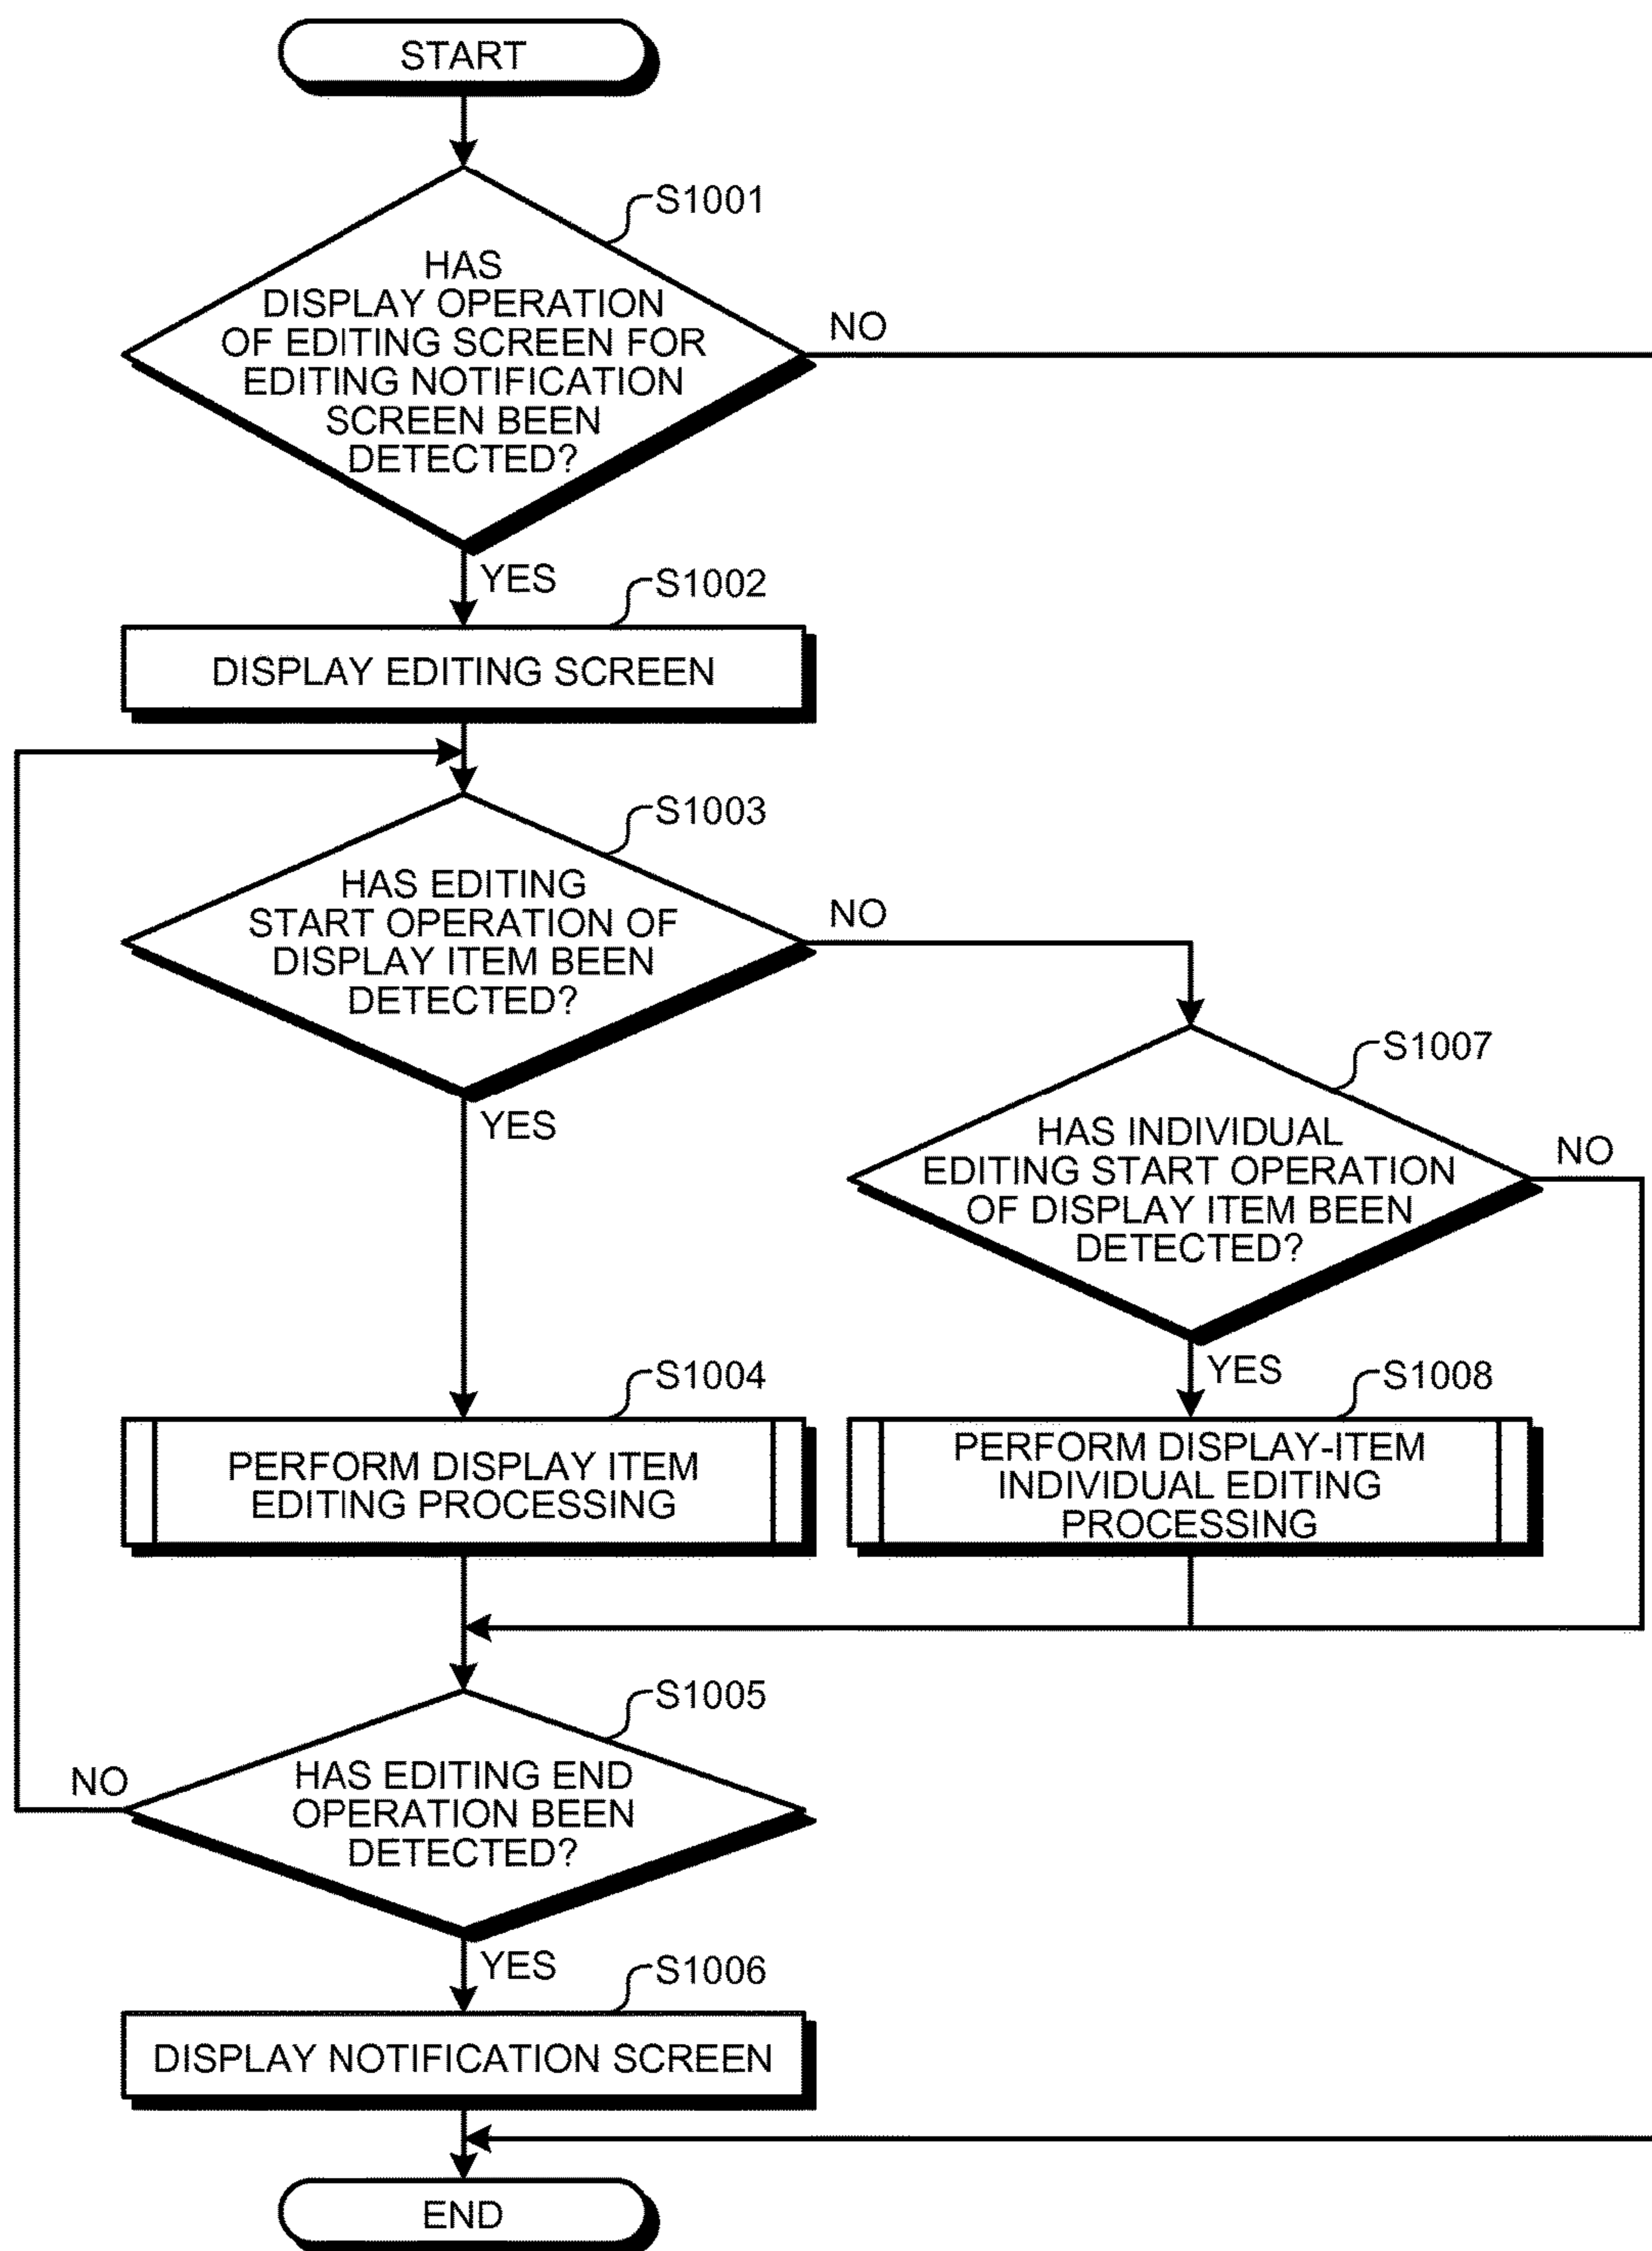 START
S1001
HAS
DISPLAY OPERATION
OF EDITING SCREEN FOR
EDITING NOTIFICATION
SCREEN BEEN
DETECTED?
NO
YES
S1002
DISPLAY EDITING SCREEN
S1003
HAS EDITING
START OPERATION OF
DISPLAY ITEM BEEN
DETECTED?
NO
YES
S1007
HAS INDIVIDUAL
EDITING START OPERATION
OF DISPLAY ITEM BEEN
DETECTED?
NO
YES
S1004
PERFORM DISPLAY ITEM
EDITING PROCESSING
S1008
PERFORM DISPLAY-ITEM
INDIVIDUAL EDITING
PROCESSING
S1005
HAS EDITING END
OPERATION BEEN
DETECTED?
NO
YES
S1006
DISPLAY NOTIFICATION SCREEN
END